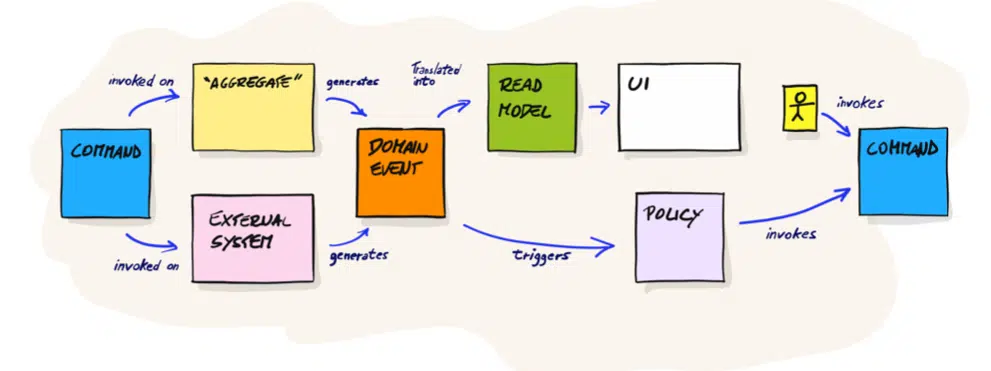 invoked on
"AGGREGATE"
generates
Translated
into
READ
MODEL
UI
invokes
COMMAND
DOMAIN
EVENT
COMMAND
EXTERNAL
SYSTEM
POLICY
invoked on
generates
triggers
invokes